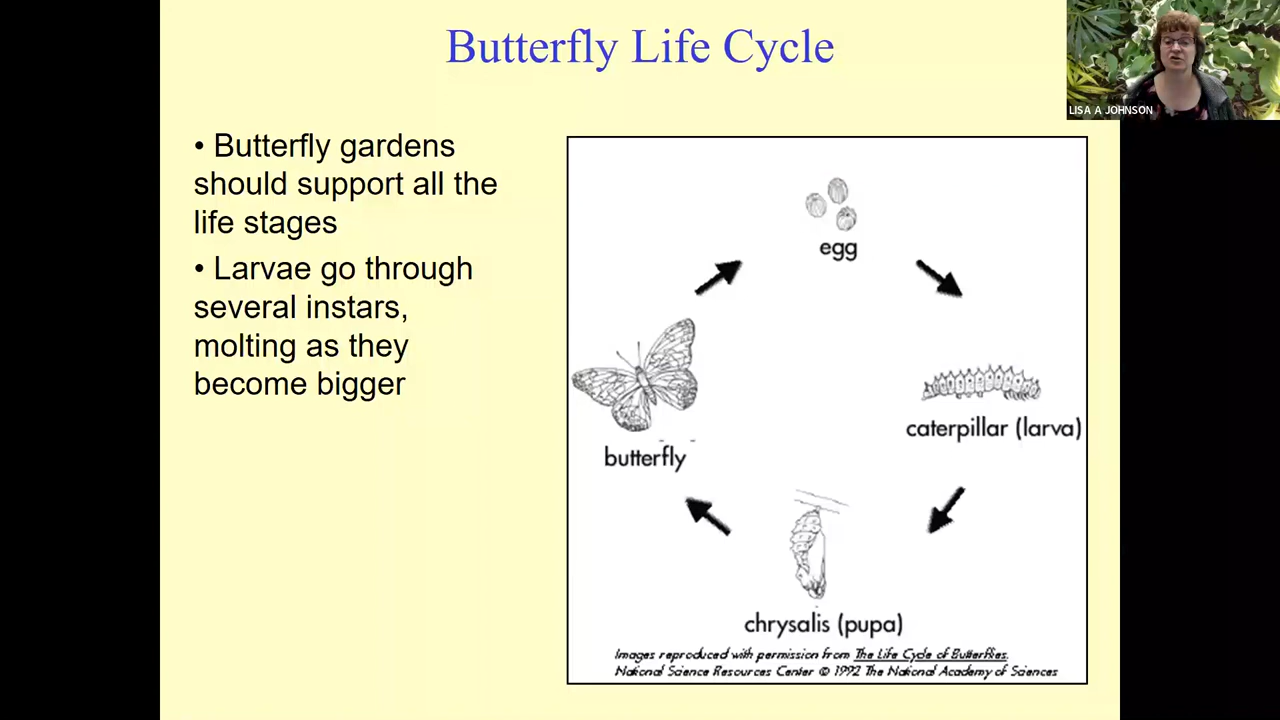 Butterfly Life Cycle
LISA A JOHNSON
• Butterfly gardens
should support all the
life stages
• Larvae go through
several instars,
molting as they
become bigger
egg
caterpillar (larva)
butterfly
chrysalis (pupa)
Images reproduced with permission from The Life Cycle of Butterflies.
National Science Resources Center © 1992 The National Academy of Sciences